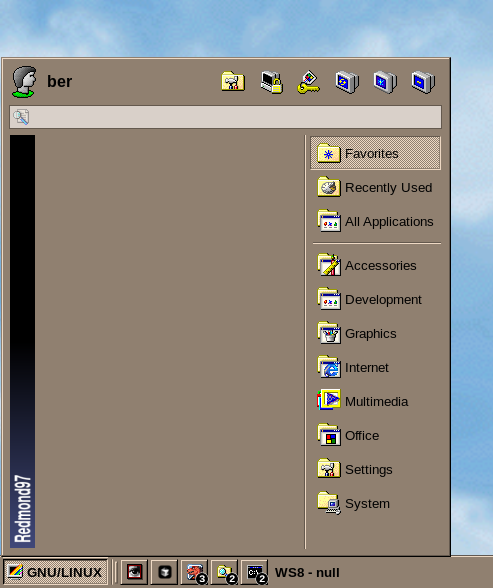 ber
Favorites
Recently Used
All Applications
Accessories
Development
Graphics
Internet
Multimedia
Office
Settings
System
Redmond97
GNU/LINUX
3
2
C:\
2
WS8 - null